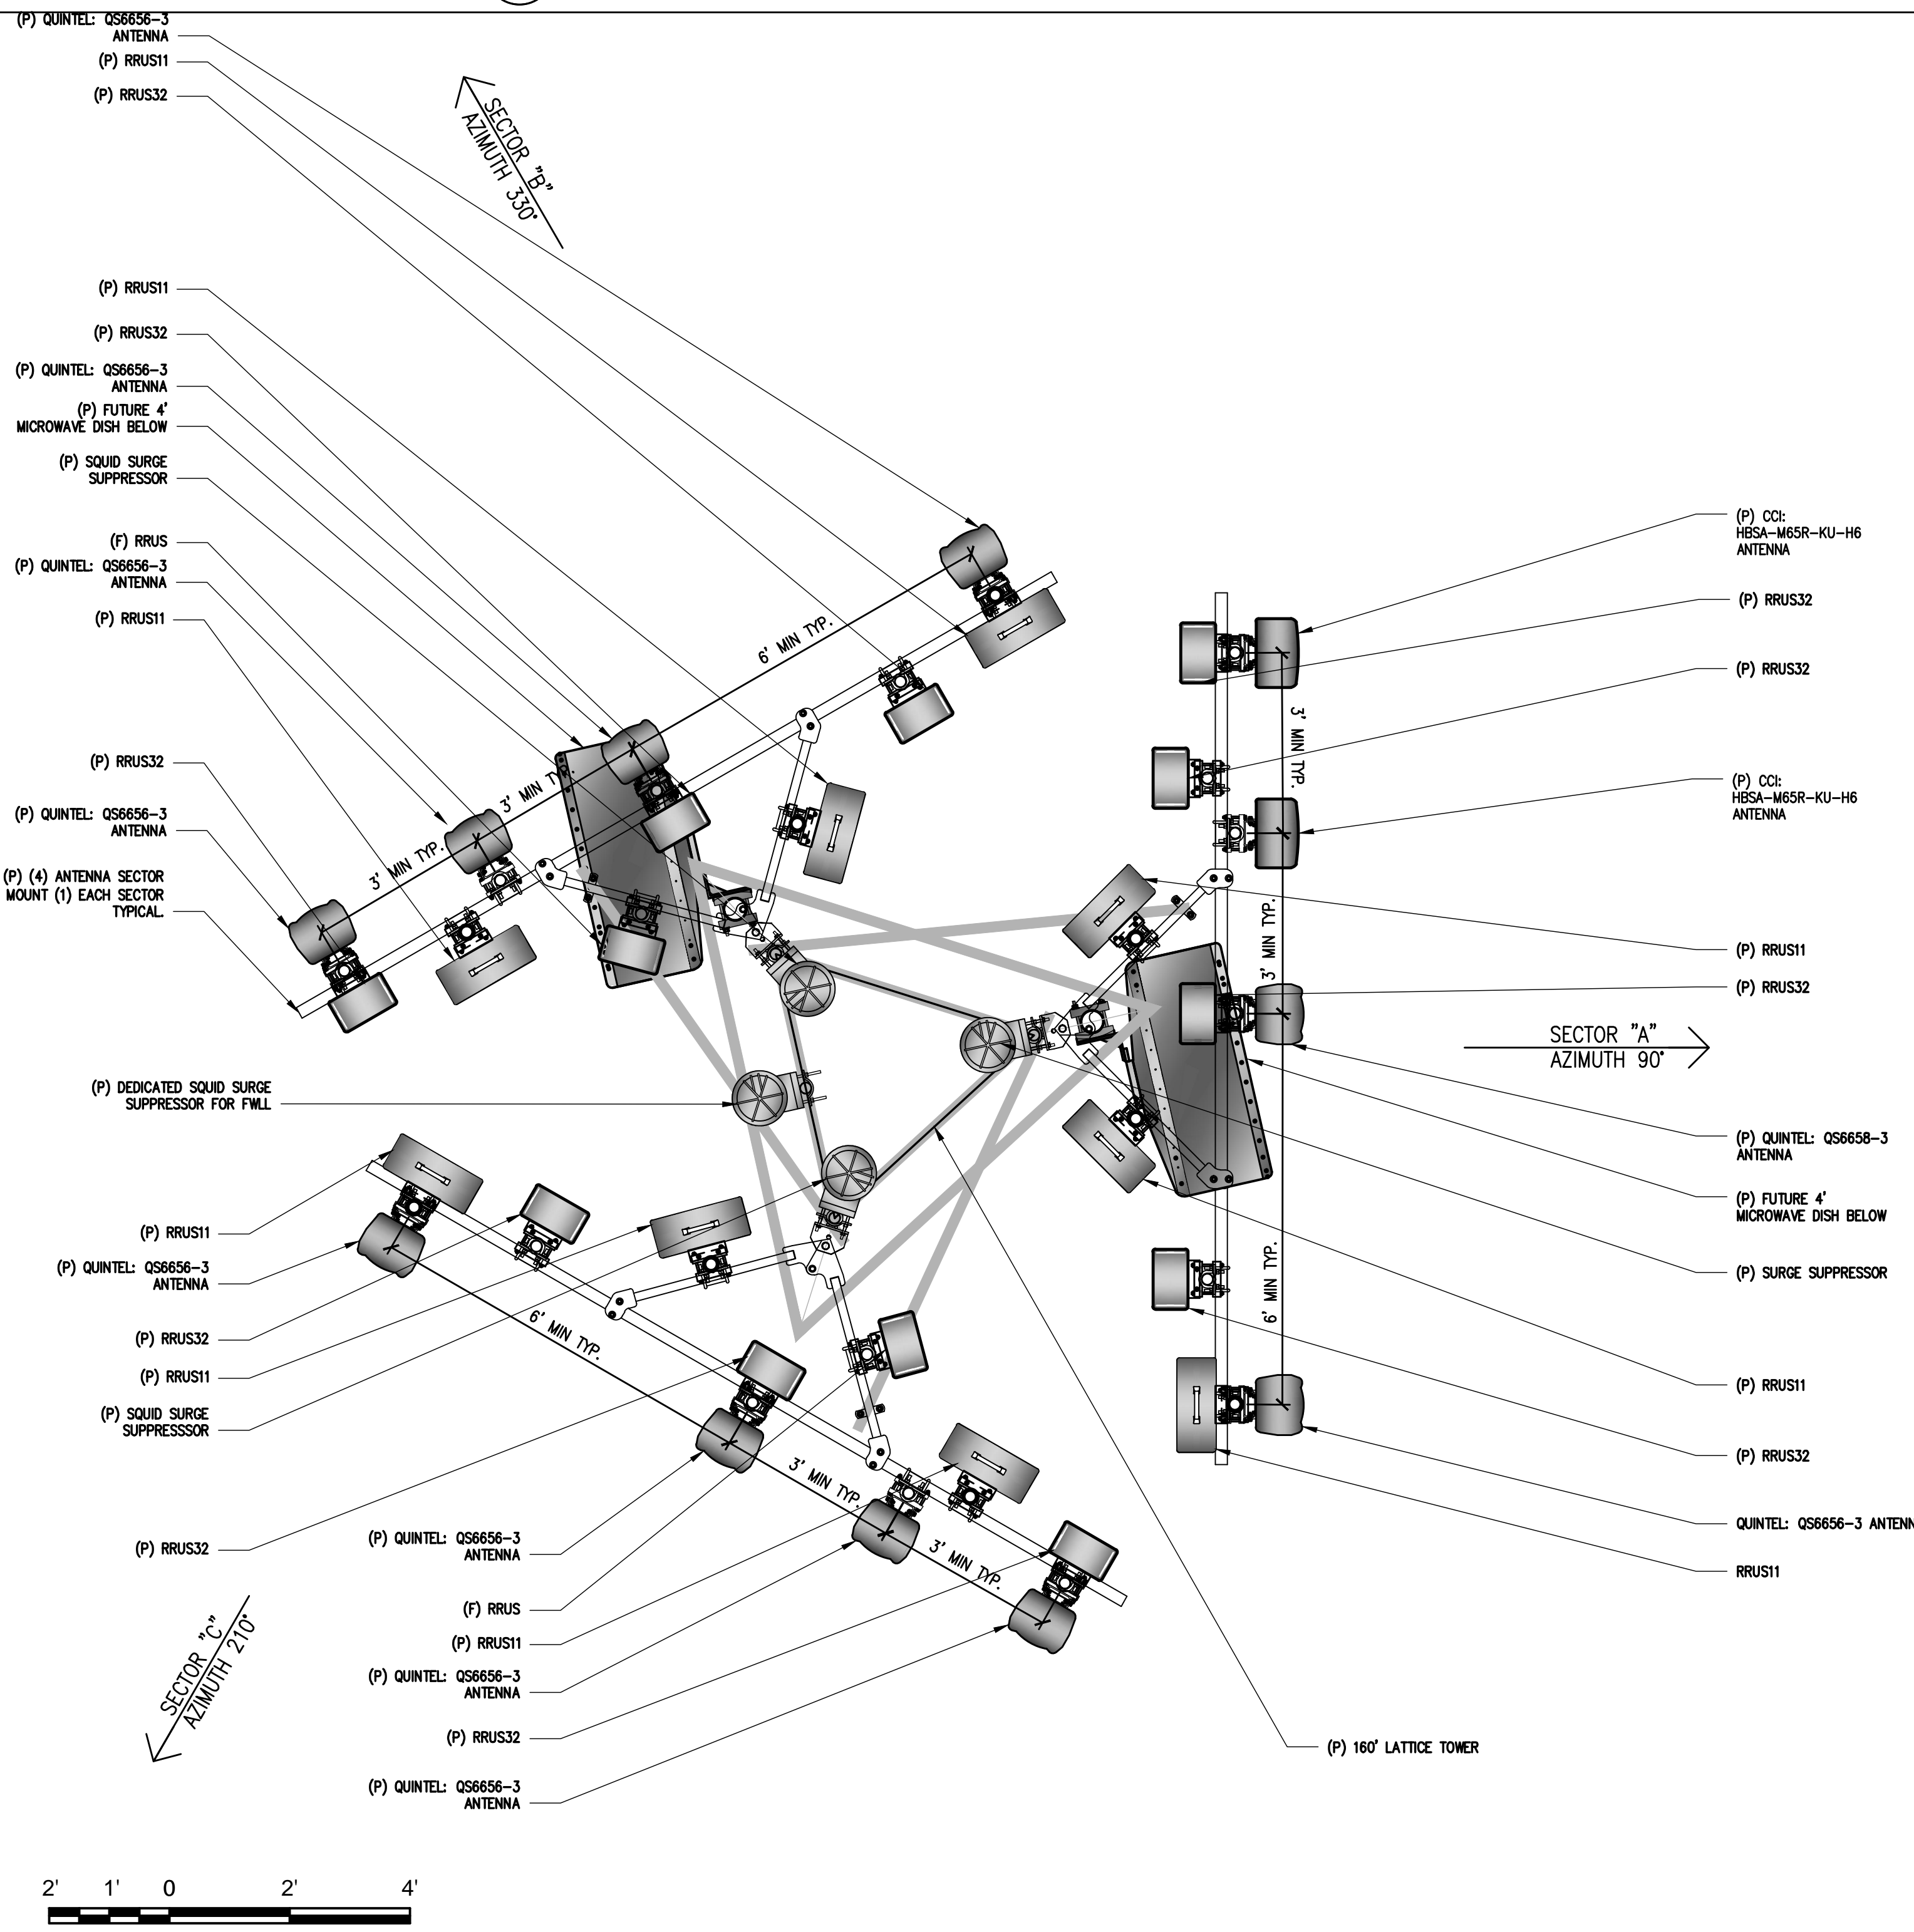 (P) QUINTEL: QS6656-3
ANTENNA
(P) RRUS11
(P) RRUS32
SECTOR "B"
AZIMUTH 330°
(P) RRUS11
(P) RRUS32
(P) QUINTEL: QS6656-3
ANTENNA
(P) FUTURE 4'
MICROWAVE DISH BELOW
(P) SQUID SURGE
SUPPRESSOR
(F) RRUS
(P) QUINTEL: QS6656-3
ANTENNA
(P) RRUS11
(P) RRUS32
(P) QUINTEL: QS6656-3
ANTENNA
(P) (4) ANTENNA SECTOR
MOUNT (1) EACH SECTOR
TYPICAL.
6' MIN TYP.
3' MIN TYP.
3' MIN TYP.
(P) DEDICATED SQUID SURGE
SUPPRESSOR FOR FWLL
(P) RRUS11
(P) QUINTEL: QS6656-3
ANTENNA
(P) RRUS32
(P) RRUS11
(P) SQUID SURGE
SUPPRESSSOR
(P) RRUS32
6' MIN TYP.
3' MIN TYP.
3' MIN TYP.
(P) QUINTEL: QS6656-3
ANTENNA
(F) RRUS
(P) RRUS11
(P) QUINTEL: QS6656-3
ANTENNA
(P) RRUS32
(P) QUINTEL: QS6656-3
ANTENNA
SECTOR "C"
AZIMUTH 210°
(P) CCI:
HBSA-M65R-KU-H6
ANTENNA
(P) RRUS32
(P) RRUS32
(P) CCI:
HBSA-M65R-KU-H6
ANTENNA
3' MIN TYP.
3' MIN TYP.
6' MIN TYP.
(P) RRUS11
(P) RRUS32
SECTOR "A"
AZIMUTH 90°
(P) QUINTEL: QS6658-3
ANTENNA
(P) FUTURE 4'
MICROWAVE DISH BELOW
(P) SURGE SUPPRESSOR
(P) RRUS11
(P) RRUS32
QUINTEL: QS6656-3 ANTENN
RRUS11
(P) 160' LATTICE TOWER
2' 1' 0 2' 4'